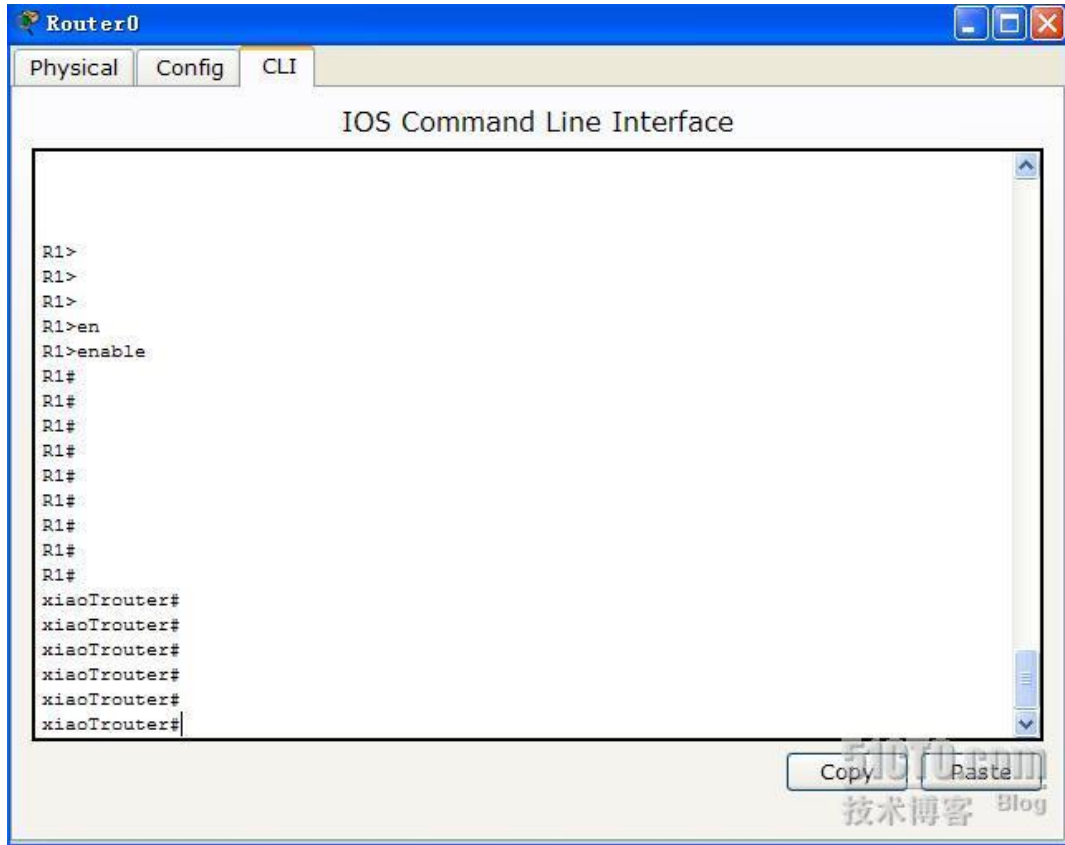 Router0
Physical Config CLI
IOS Command Line Interface
R1>
R1>
R1>
R1>en
R1>enable
R1#
R1#
R1#
R1#
R1#
R1#
R1#
R1#
R1#
xiaoTrouter#
xiaoTrouter#
xiaoTrouter#
xiaoTrouter#
xiaoTrouter#
xiaoTrouter#
Copy Paste
51CTO.com
技术博客 Blog